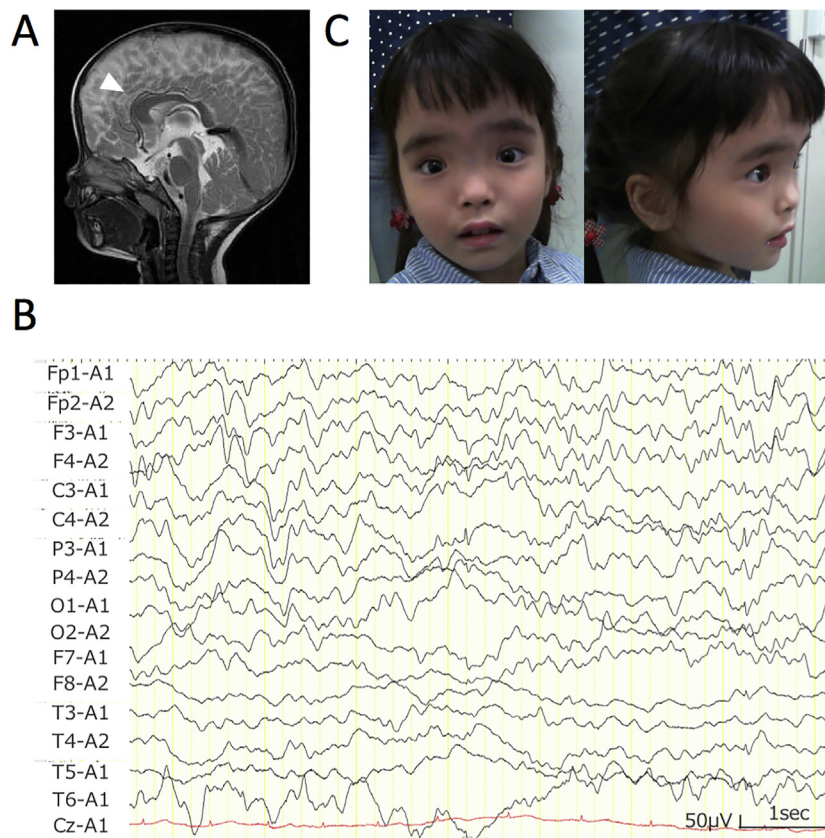 A
C
B
Fp1-A1
Fp2-A2
F3-A1
F4-A2
C3-A1
C4-A2
P3-A1
P4-A2
O1-A1
O2-A2
F7-A1
F8-A2
T3-A1
T4-A2
T5-A1
T6-A1
Cz-A1
50μV 1sec